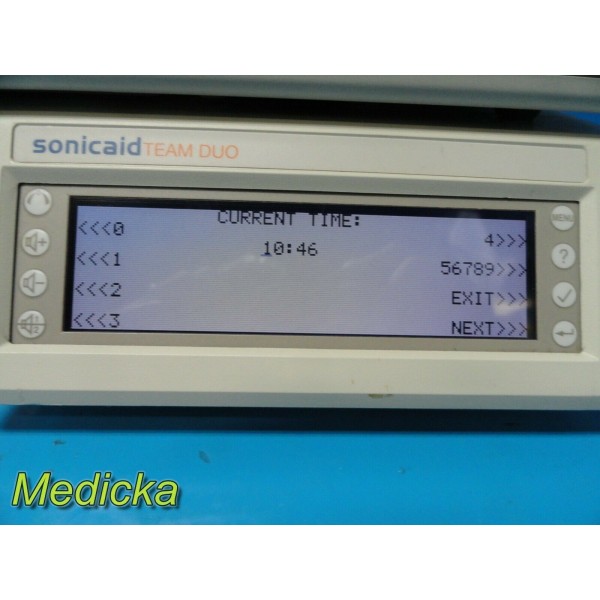 sonicaid TEAM DUO
CURRENT TIME:
<<<0
4>>>
10:46
<<<1
56789>>>
<<<2
EXIT>>>
<<<3
NEXT>>>
MENU
?
Medicka